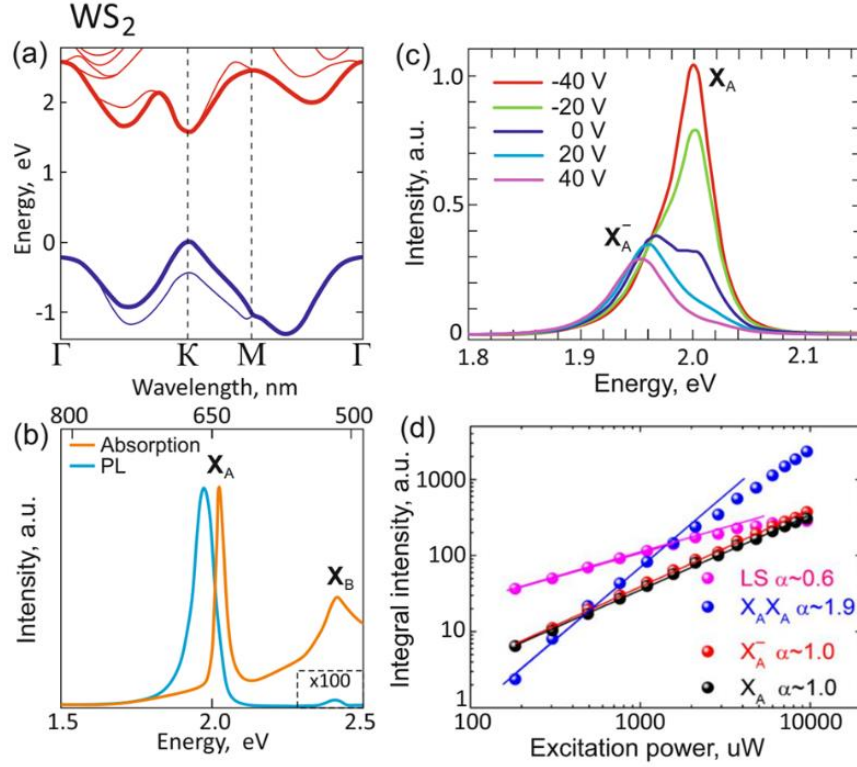 WS2
(a)
Energy, eV
2
1
0
-1
Γ K M Γ
Wavelength, nm
800 650 500
(b)
Absorption
PL
XA
XB
x100
Intensity, a.u.
1.5 2.0 2.5
Energy, eV
(c)
-40 V
-20 V
0 V
20 V
40 V
XA
XA−
Intensity, a.u.
1.0
0.5
0
1.8 1.9 2.0 2.1
Energy, eV
(d)
Integral intensity, a.u.
1000
100
10
1
LS α~0.6
XAXA α~1.9
XA− α~1.0
XA α~1.0
100 1000 10000
Excitation power, uW